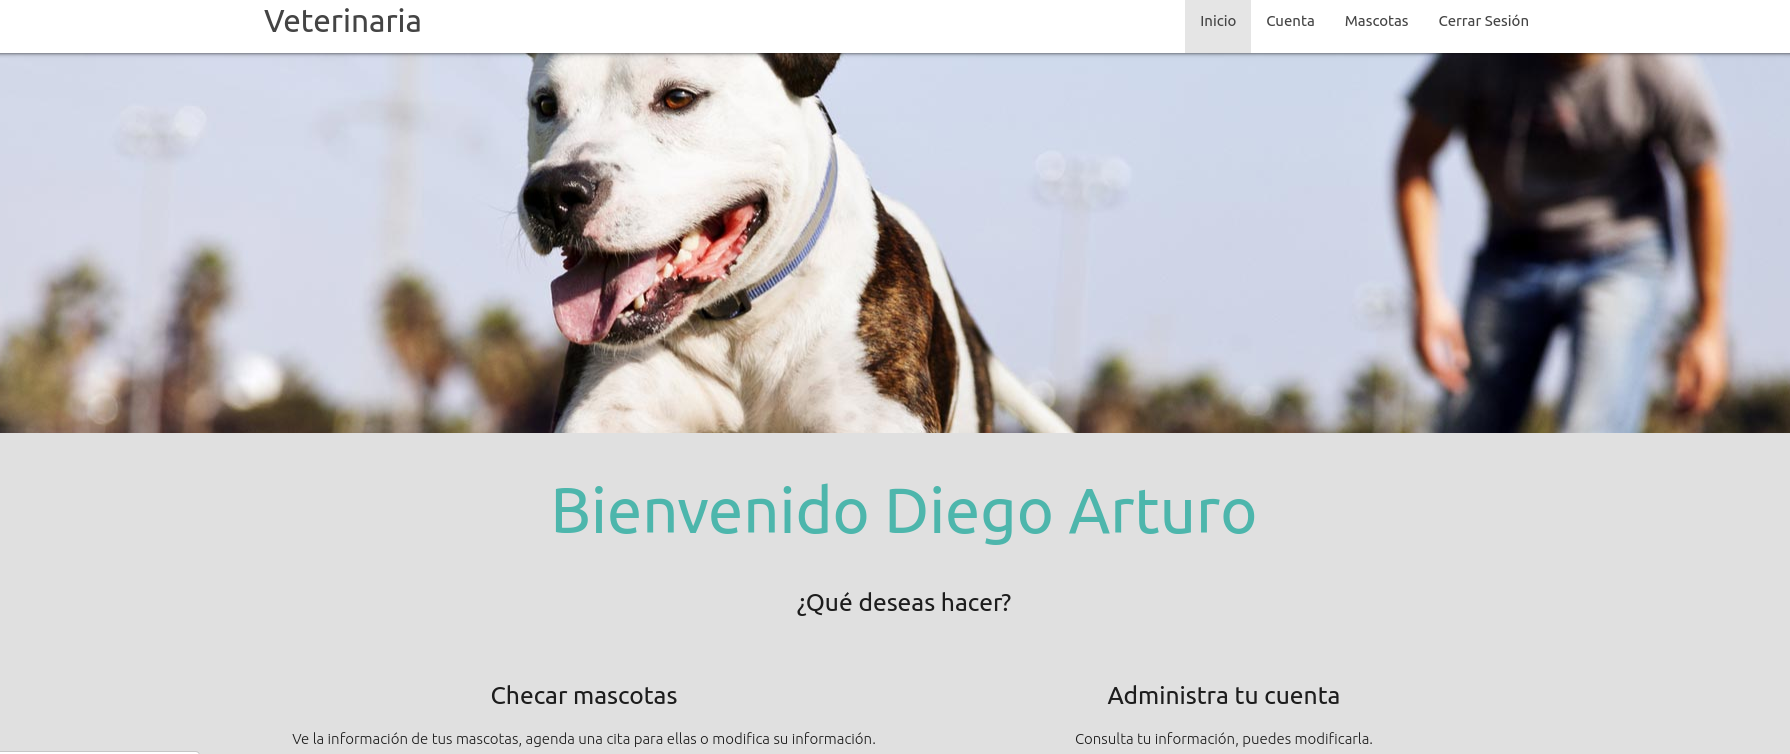 Veterinaria
Inicio Cuenta Mascotas Cerrar Sesión
Bienvenido Diego Arturo
¿Qué deseas hacer?
Checar mascotas
Ve la información de tus mascotas, agenda una cita para ellas o modifica su información.
Administra tu cuenta
Consulta tu información, puedes modificarla.